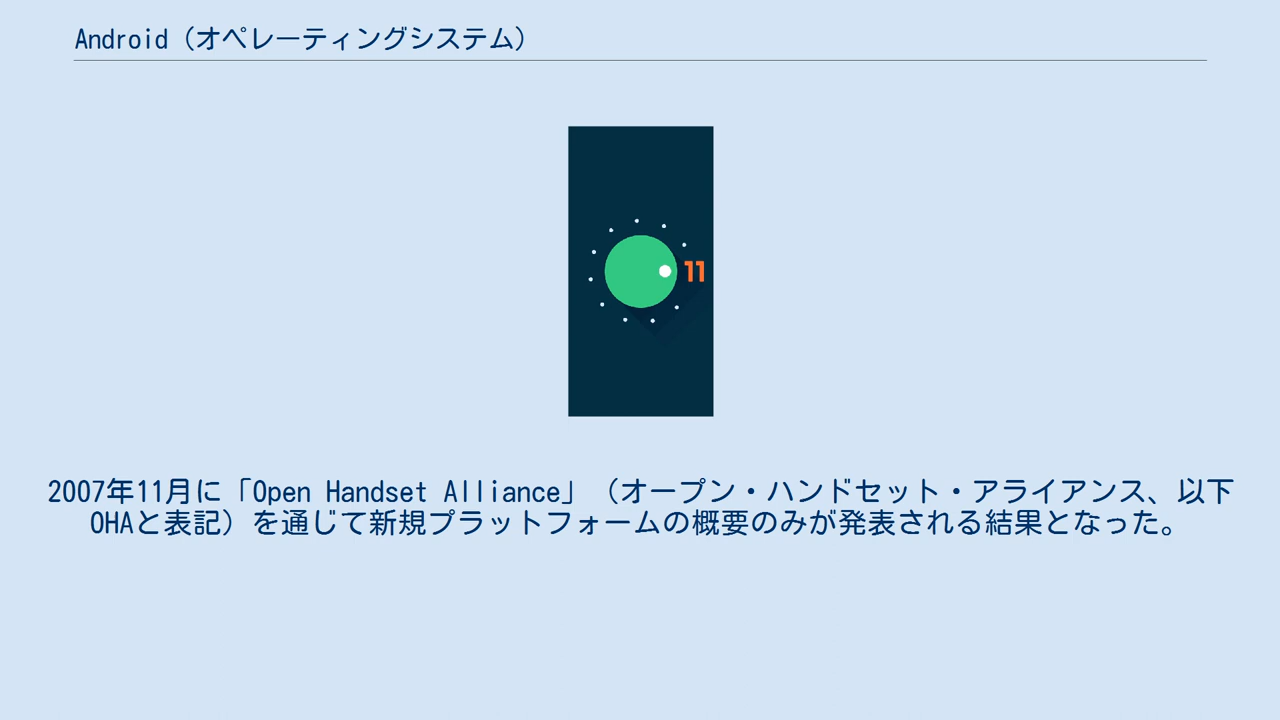 Android（オペレーティングシステム）
11
2007年11月に「Open Handset Alliance」（オープン・ハンドセット・アライアンス、以下
OHAと表記）を通じて新規プラットフォームの概要のみが発表される結果となった。